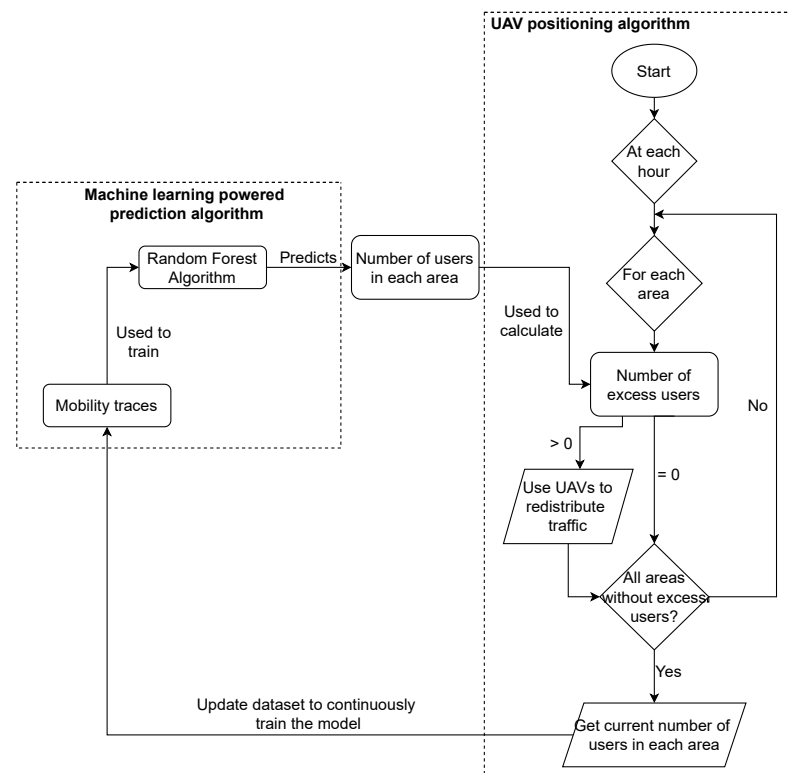 UAV positioning algorithm
Start
At each
hour
Machine learning powered
prediction algorithm
Random Forest
Algorithm
Predicts
Number of users
in each area
For each
area
Used to
calculate
Used to
train
Number of
excess users
Mobility traces
No
> 0
= 0
Use UAVs to
redistribute
traffic
All areas
without excess
users?
Yes
Update dataset to continuously
train the model
Get current number of
users in each area